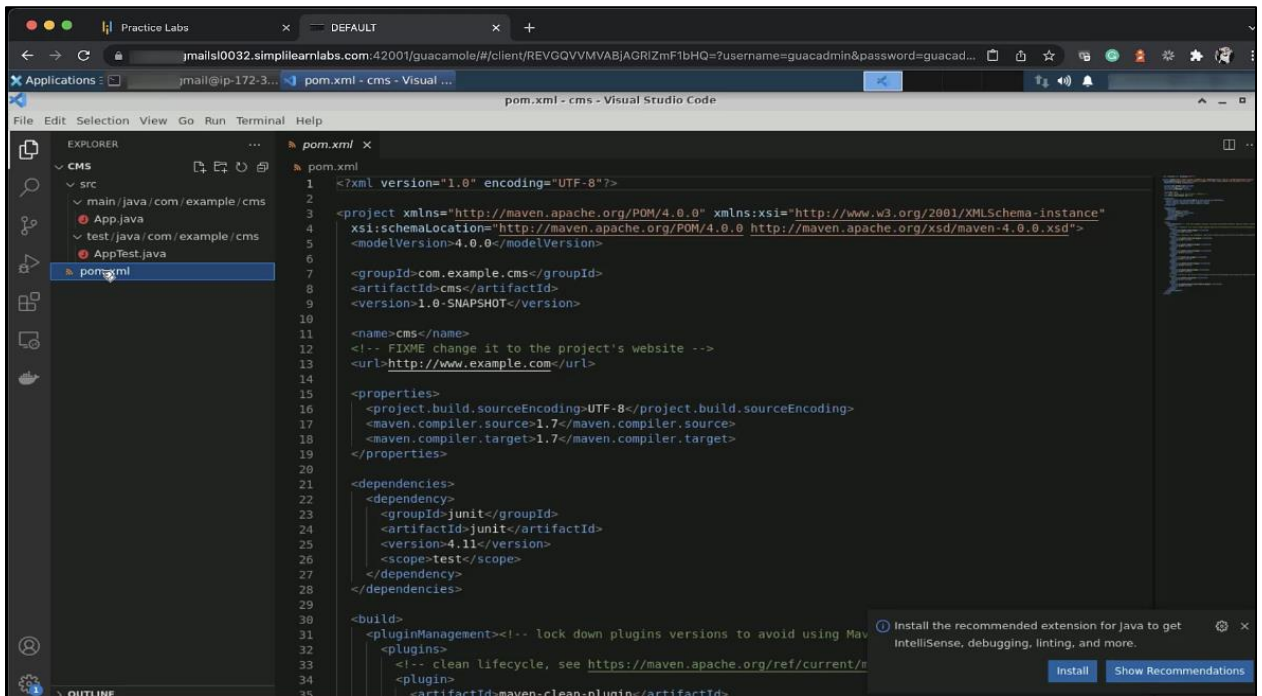 Practice Labs
DEFAULT
jmailsl0032.simplilearnlabs.com:42001/guacamole/#/client/REVGQVVMVABjAGRlZmF1bHQ=?username=guacadmin&password=guacad...
Applications
jmail@ip-172-3...
pom.xml - cms - Visual ...
pom.xml - cms - Visual Studio Code
File Edit Selection View Go Run Terminal Help
EXPLORER
CMS
src
main/java/com/example/cms
App.java
test/java/com/example/cms
AppTest.java
pom.xml
OUTLINE
1
pom.xml
pom.xml
1 <?xml version="1.0" encoding="UTF-8"?>
2
3 <project xmlns="http://maven.apache.org/POM/4.0.0" xmlns:xsi="http://www.w3.org/2001/XMLSchema-instance"
4 xsi:schemaLocation="http://maven.apache.org/POM/4.0.0 http://maven.apache.org/xsd/maven-4.0.0.xsd">
5 <modelVersion>4.0.0</modelVersion>
6
7 <groupId>com.example.cms</groupId>
8 <artifactId>cms</artifactId>
9 <version>1.0-SNAPSHOT</version>
10
11 <name>cms</name>
12 <!-- FIXME change it to the project's website -->
13 <url>http://www.example.com</url>
14
15 <properties>
16 <project.build.sourceEncoding>UTF-8</project.build.sourceEncoding>
17 <maven.compiler.source>1.7</maven.compiler.source>
18 <maven.compiler.target>1.7</maven.compiler.target>
19 </properties>
20
21 <dependencies>
22 <dependency>
23 <groupId>junit</groupId>
24 <artifactId>junit</artifactId>
25 <version>4.11</version>
26 <scope>test</scope>
27 </dependency>
28 </dependencies>
29
30 <build>
31 <pluginManagement><!-- lock down plugins versions to avoid using Mav
32 <plugins>
33 <!-- clean lifecycle, see https://maven.apache.org/ref/current/m
34 <plugin>
35 <artifactId>maven-clean-plugin</artifactId>
Install the recommended extension for Java to get
IntelliSense, debugging, linting, and more.
Install
Show Recommendations